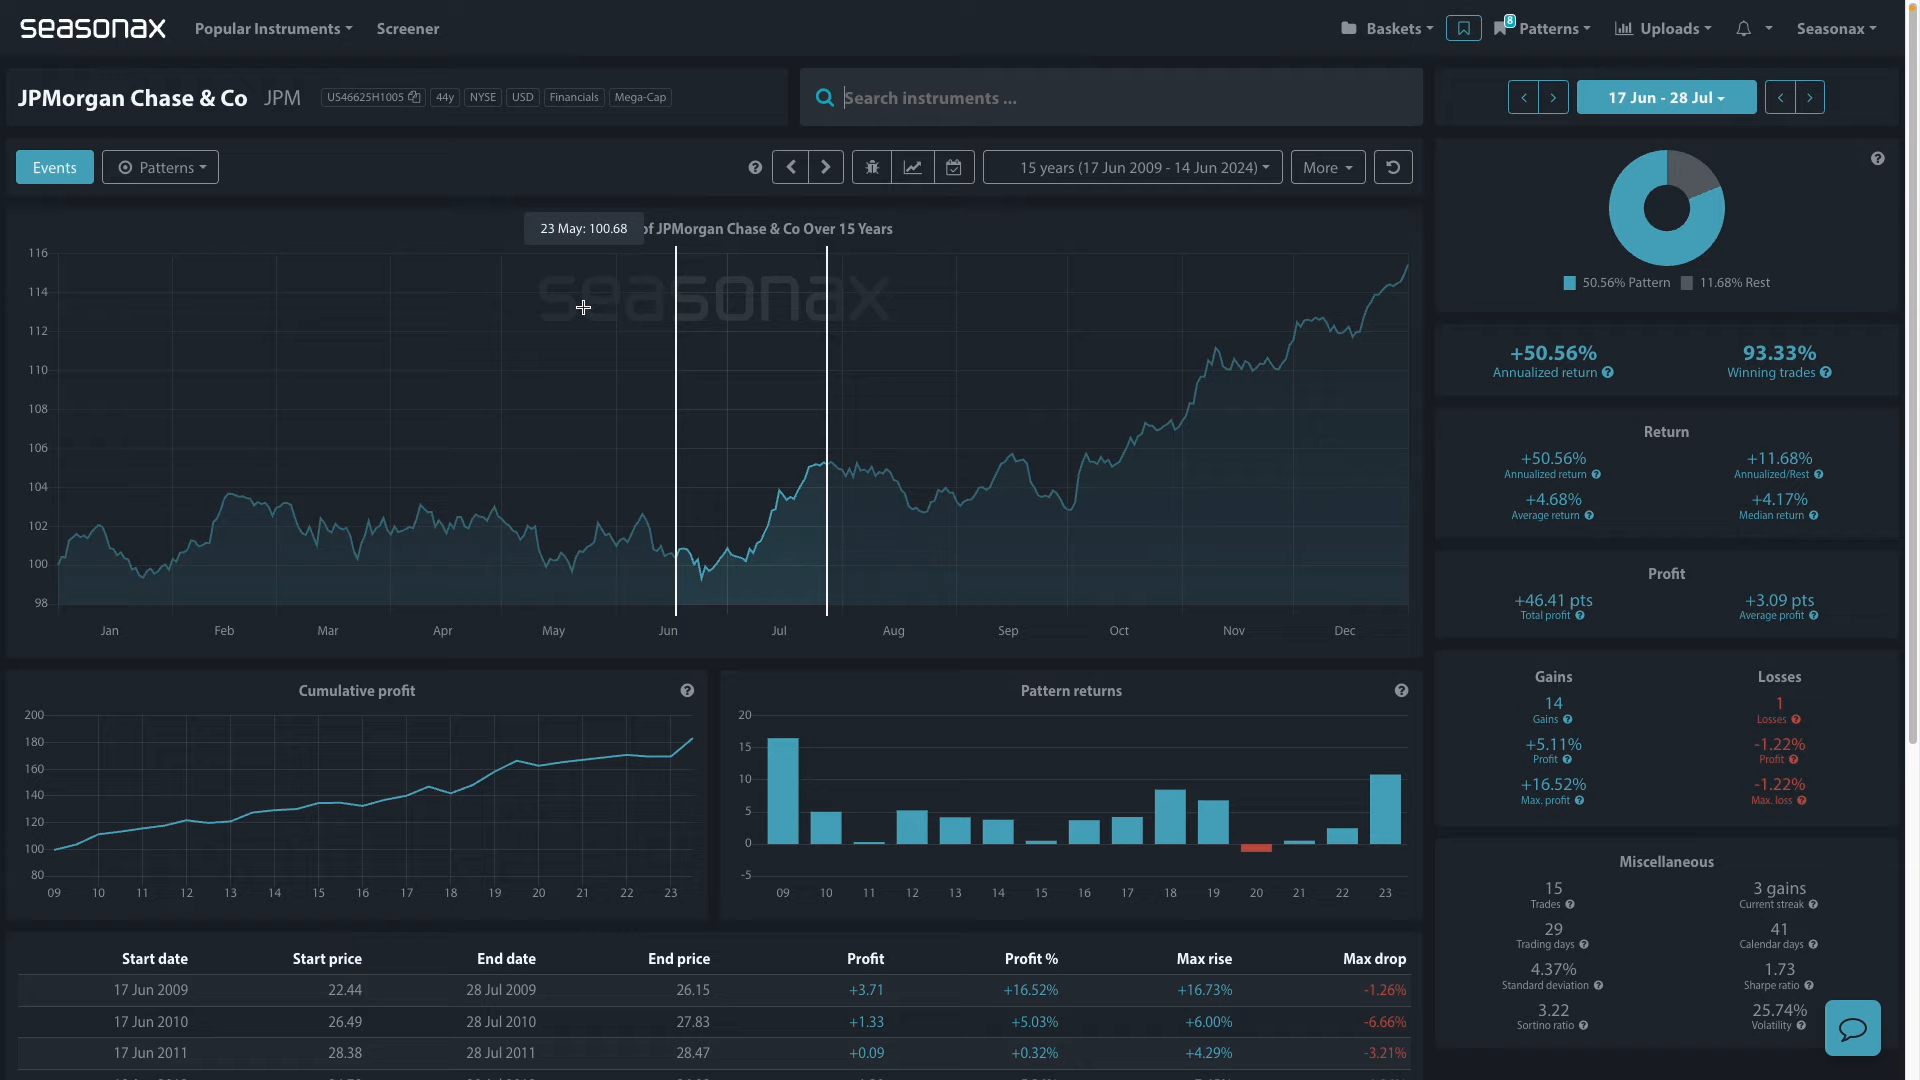 seasonax Popular Instruments Screener Baskets 8 Patterns Uploads Seasonax
JPMorgan Chase & Co JPM US46625H1005 44y NYSE USD Financials Mega-Cap Search instruments ... 17 Jun - 28 Jul
Events Patterns 15 years (17 Jun 2009 - 14 Jun 2024) More
23 May: 100.68 of JPMorgan Chase & Co Over 15 Years
seasonax
116
114
112
110
108
106
104
102
100
98
Jan Feb Mar Apr May Jun Jul Aug Sep Oct Nov Dec
50.56% Pattern 11.68% Rest
+50.56% 93.33%
Annualized return Winning trades
Return
+50.56% +11.68%
Annualized return Annualized/Rest
+4.68% +4.17%
Average return Median return
Profit
+46.41 pts +3.09 pts
Total profit Average profit
Gains Losses
14 1
Gains Losses
+5.11% -1.22%
Profit Profit
+16.52% -1.22%
Max. profit Max. loss
Miscellaneous
15 3 gains
Trades Current streak
29 41
Trading days Calendar days
4.37% 1.73
Standard deviation Sharpe ratio
3.22 25.74%
Sortino ratio Volatility
Cumulative profit
200
180
160
140
120
100
80
09 10 11 12 13 14 15 16 17 18 19 20 21 22 23
Pattern returns
20
15
10
5
0
-5
09 10 11 12 13 14 15 16 17 18 19 20 21 22 23
Start date Start price End date End price Profit Profit % Max rise Max drop
17 Jun 2009 22.44 28 Jul 2009 26.15 +3.71 +16.52% +16.73% -1.26%
17 Jun 2010 26.49 28 Jul 2010 27.83 +1.33 +5.03% +6.00% -6.66%
17 Jun 2011 28.38 28 Jul 2011 28.47 +0.09 +0.32% +4.29% -3.21%